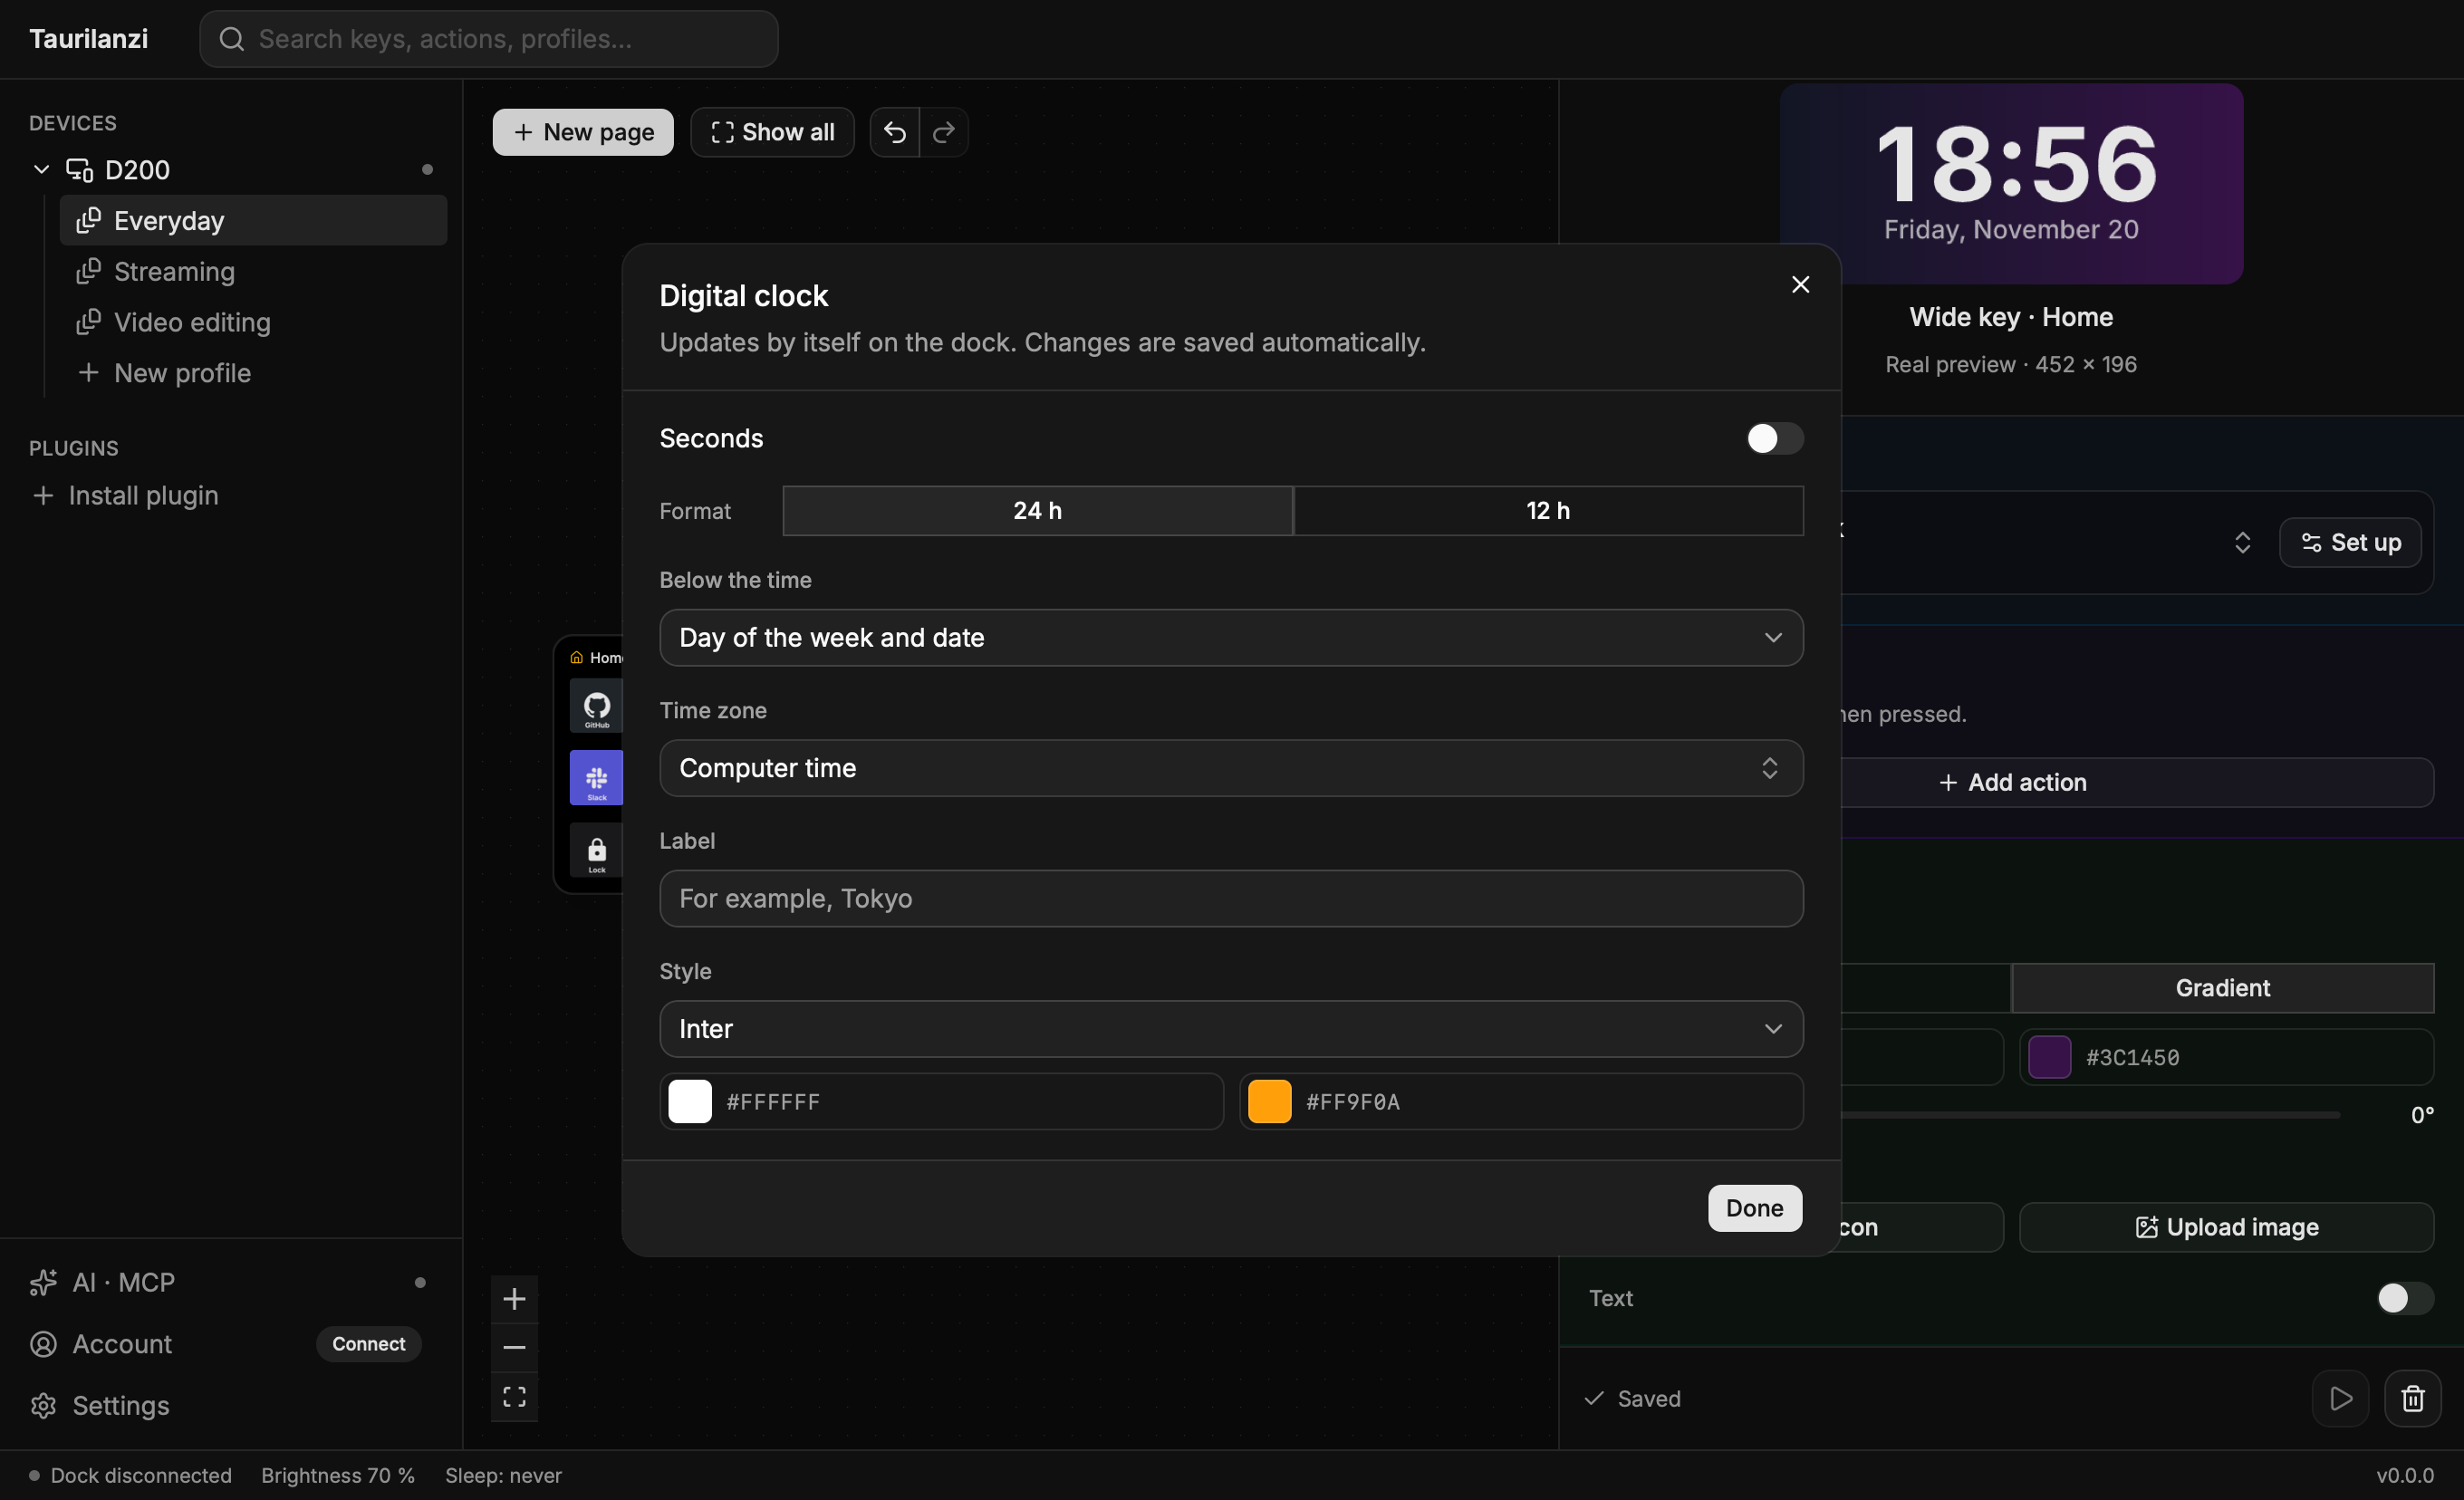 Taurilanzi
Search keys, actions, profiles...
DEVICES
D200
Everyday
Streaming
Video editing
New profile
PLUGINS
Install plugin
AI · MCP
Account
Connect
Settings
New page
Show all
Home
GitHub
Slack
Lock
Digital clock
Updates by itself on the dock. Changes are saved automatically.
Seconds
Format
24 h
12 h
Below the time
Day of the week and date
Time zone
Computer time
Label
For example, Tokyo
Style
Inter
#FFFFFF
#FF9F0A
Done
18:56
Friday, November 20
Wide key · Home
Real preview · 452 × 196
Set up
pressed.
Add action
Gradient
#3C1450
0°
Upload image
Text
Saved
Dock disconnected
Brightness 70 %
Sleep: never
v0.0.0